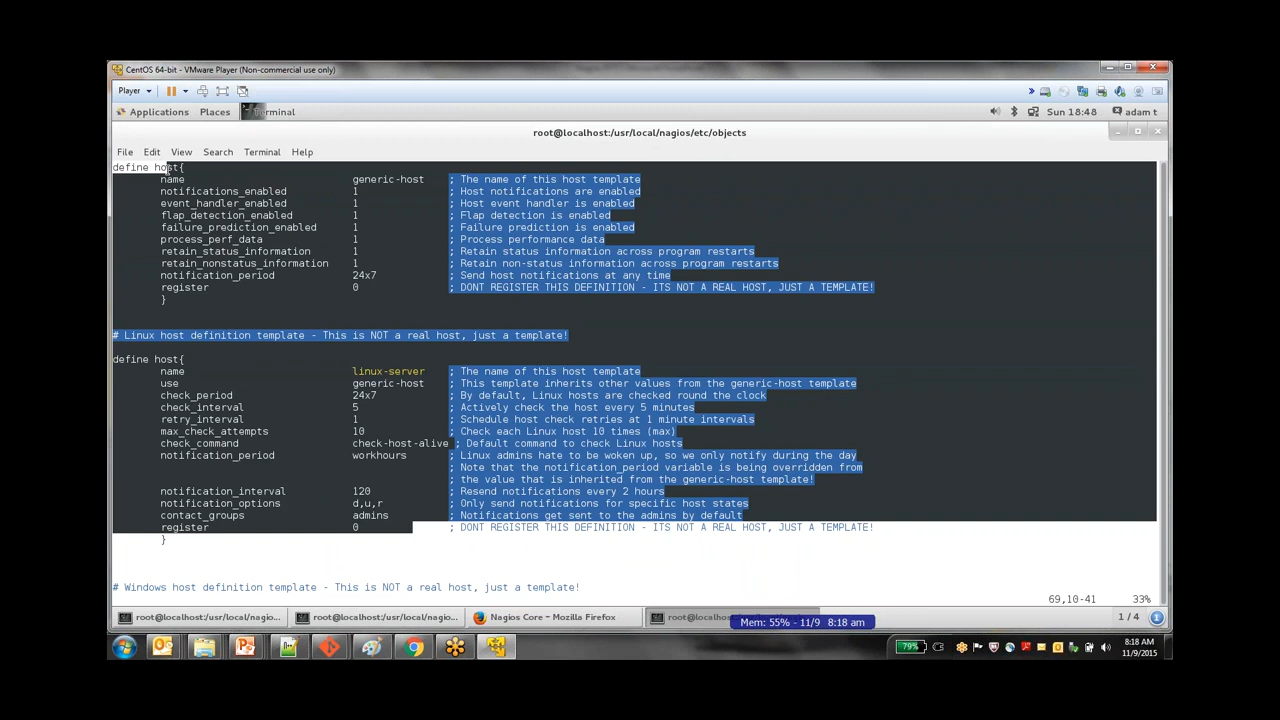 CentOS 64-bit - VMware Player (Non-commercial use only)
Player
Applications Places Terminal Sun 18:48 adam t
root@localhost:/usr/local/nagios/etc/objects
File Edit View Search Terminal Help
define host{
name generic-host ; The name of this host template
notifications_enabled 1 ; Host notifications are enabled
event_handler_enabled 1 ; Host event handler is enabled
flap_detection_enabled 1 ; Flap detection is enabled
failure_prediction_enabled 1 ; Failure prediction is enabled
process_perf_data 1 ; Process performance data
retain_status_information 1 ; Retain status information across program restarts
retain_nonstatus_information 1 ; Retain non-status information across program restarts
notification_period 24x7 ; Send host notifications at any time
register 0 ; DONT REGISTER THIS DEFINITION - ITS NOT A REAL HOST, JUST A TEMPLATE!
}
# Linux host definition template - This is NOT a real host, just a template!
define host{
name linux-server ; The name of this host template
use generic-host ; This template inherits other values from the generic-host template
check_period 24x7 ; By default, Linux hosts are checked round the clock
check_interval 5 ; Actively check the host every 5 minutes
retry_interval 1 ; Schedule host check retries at 1 minute intervals
max_check_attempts 10 ; Check each Linux host 10 times (max)
check_command check-host-alive ; Default command to check Linux hosts
notification_period workhours ; Linux admins hate to be woken up, so we only notify during the day
; Note that the notification_period variable is being overridden from
; the value that is inherited from the generic-host template!
notification_interval 120 ; Resend notifications every 2 hours
notification_options d,u,r ; Only send notifications for specific host states
contact_groups admins ; Notifications get sent to the admins by default
register 0 ; DONT REGISTER THIS DEFINITION - ITS NOT A REAL HOST, JUST A TEMPLATE!
}
# Windows host definition template - This is NOT a real host, just a template!
69,10-41 33%
root@localhost:/usr/local/nagio... root@localhost:/usr/local/nagio... Nagios Core - Mozilla Firefox root@localhos 1 / 4
Mem: 55% - 11/9 8:18 am
79% 8:18 AM
11/9/2015